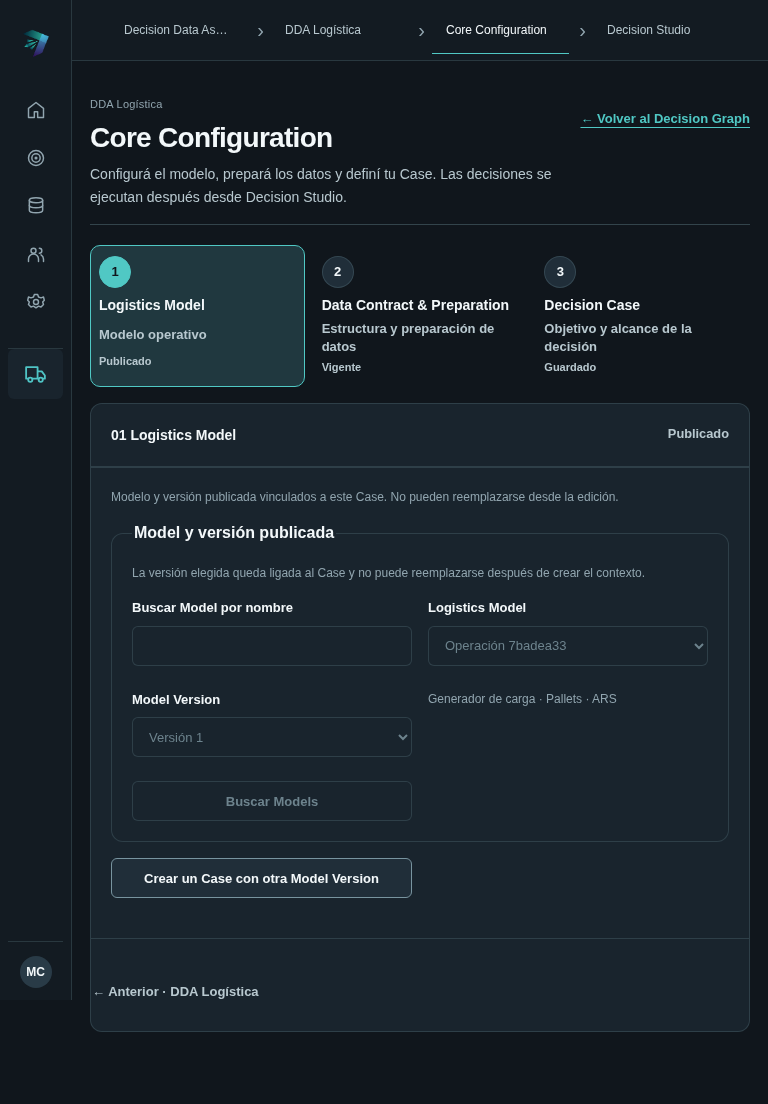 Decision Data As… › DDA Logística › Core Configuration › Decision Studio
DDA Logística
← Volver al Decision Graph
Core Configuration
Configurá el modelo, prepará los datos y definí tu Case. Las decisiones se
ejecutan después desde Decision Studio.
1
Logistics Model
Modelo operativo
Publicado
2
Data Contract & Preparation
Estructura y preparación de
datos
Vigente
3
Decision Case
Objetivo y alcance de la
decisión
Guardado
01 Logistics Model
Publicado
Modelo y versión publicada vinculados a este Case. No pueden reemplazarse desde la edición.
Model y versión publicada
La versión elegida queda ligada al Case y no puede reemplazarse después de crear el contexto.
Buscar Model por nombre
Logistics Model
Operación 7badea33
Model Version
Versión 1
Generador de carga · Pallets · ARS
Buscar Models
Crear un Case con otra Model Version
← Anterior · DDA Logística
MC